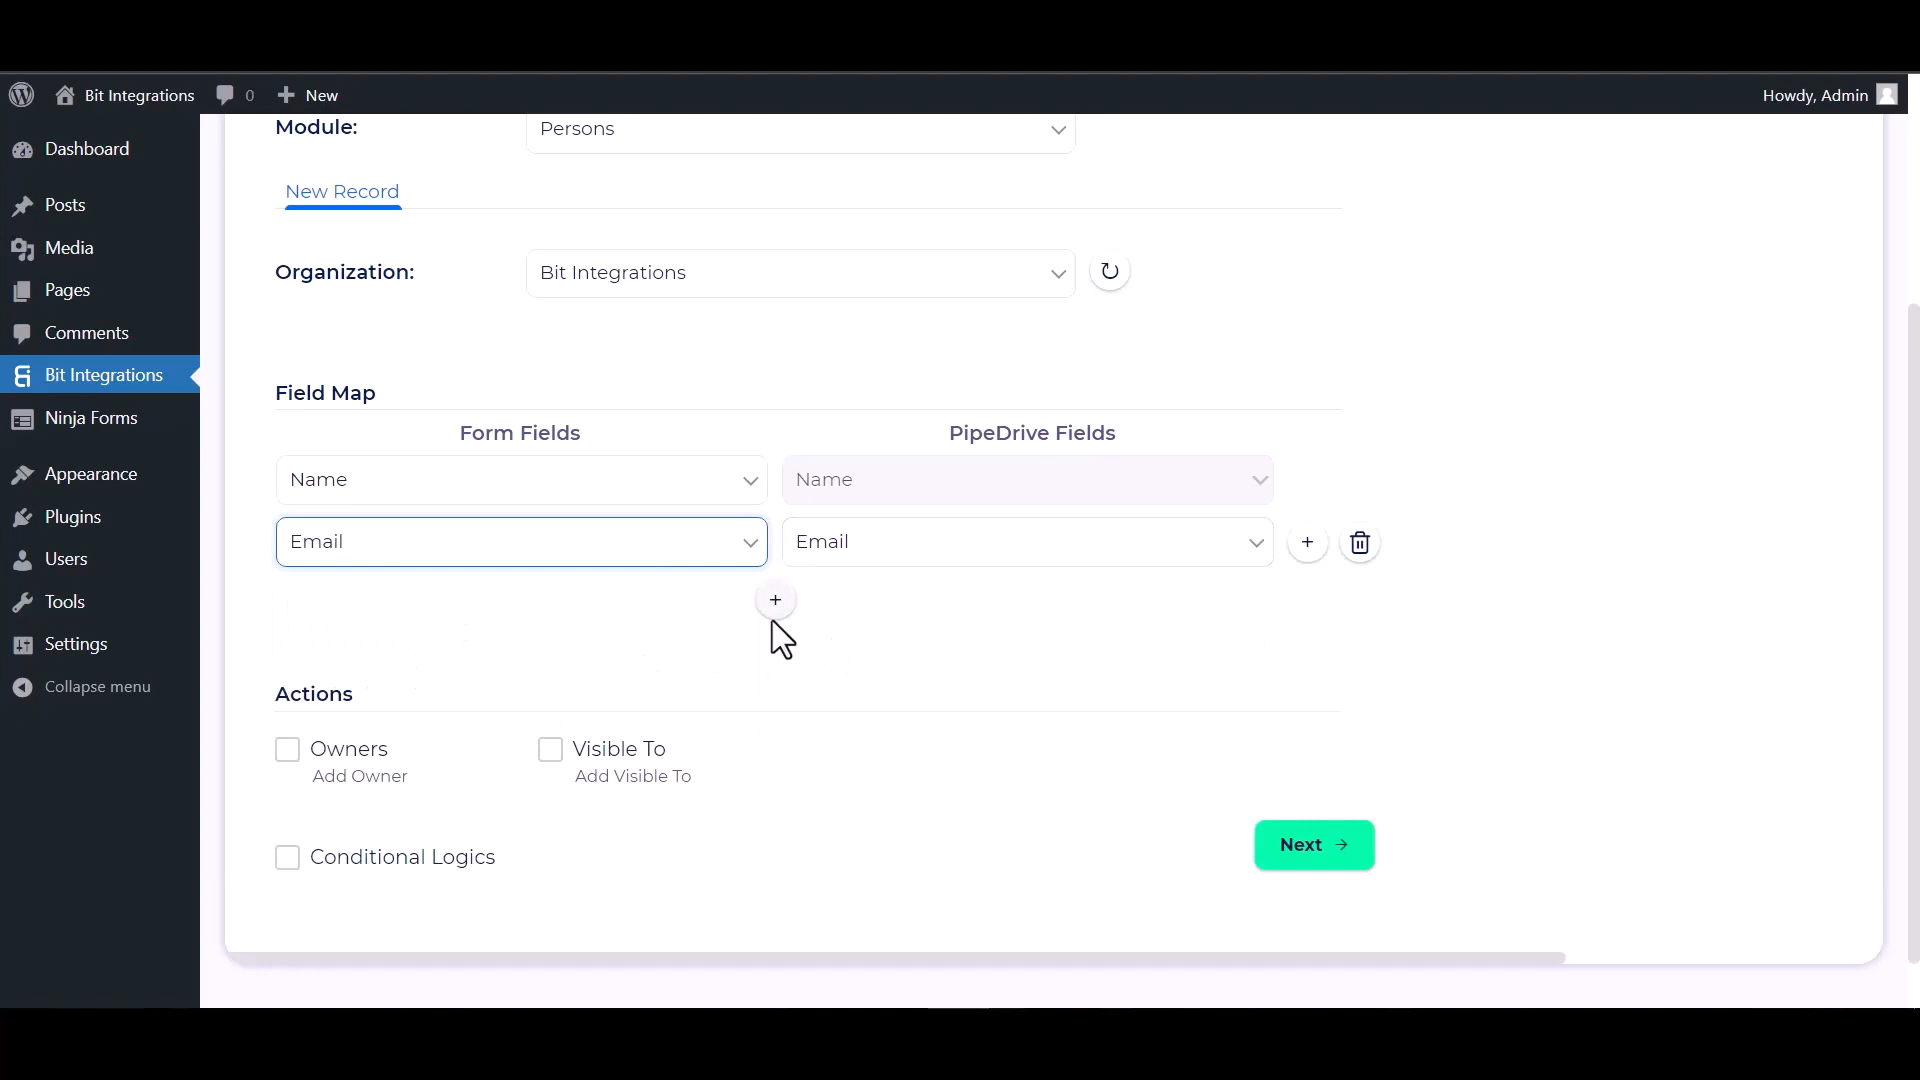 Bit Integrations 0 + New Howdy, Admin
Dashboard
Posts
Media
Pages
Comments
Bit Integrations
Ninja Forms
Appearance
Plugins
Users
Tools
Settings
Collapse menu
Module: Persons
New Record
Organization: Bit Integrations
Field Map
Form Fields PipeDrive Fields
Name Name
Email Email +
+
Actions
Owners Visible To
Add Owner Add Visible To
Conditional Logics
Next →